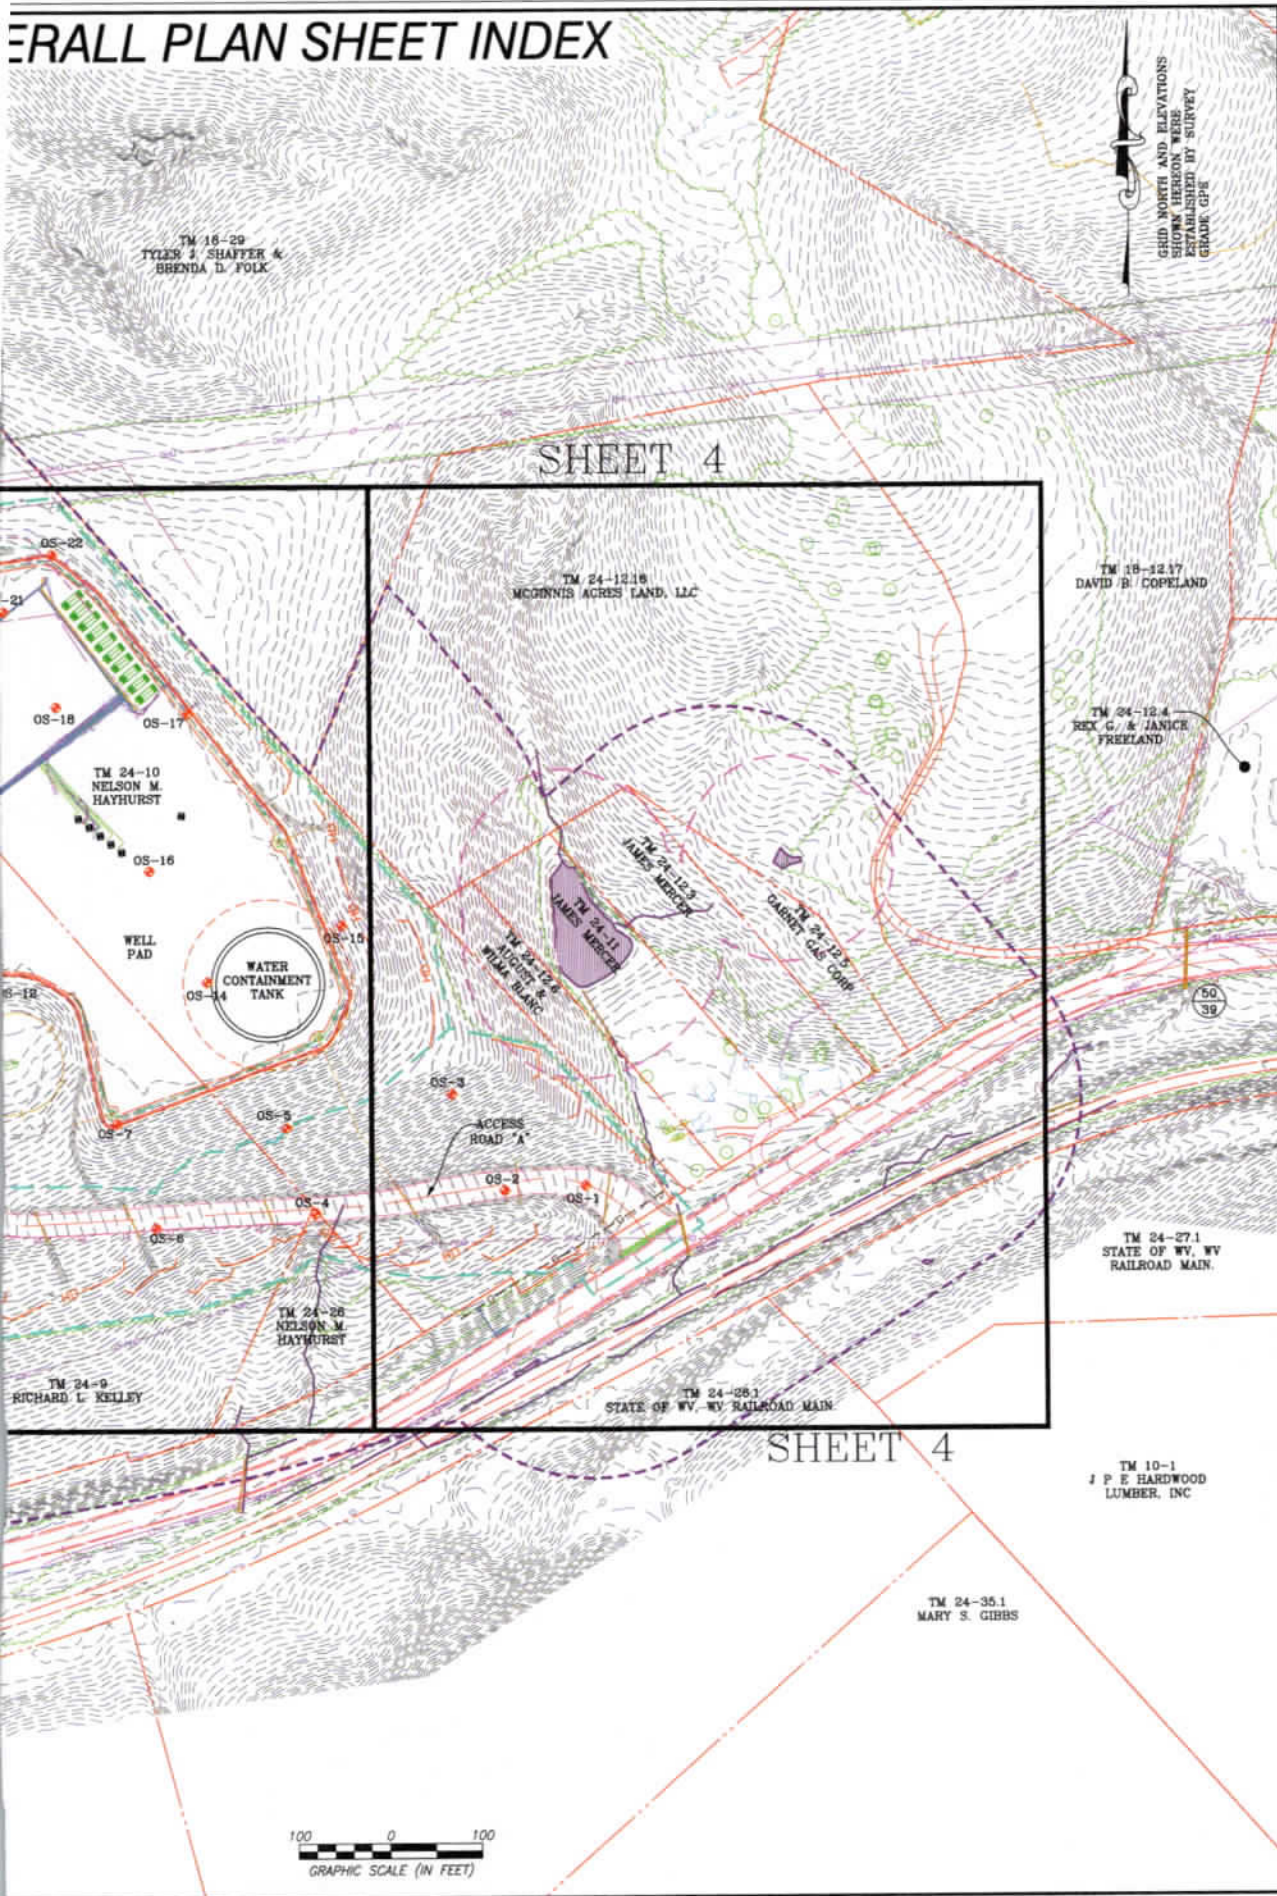 ERALL PLAN SHEET INDEX
GRID NORTH AND ELEVATIONS
SHOWN HEREON WERE
ESTABLISHED BY SURVEY
GRADE GPS
TM 18-29
TYLER J. SHAFFER &
BRENDA D. FOLK
SHEET 4
OS-22
-21
TM 24-12.18
MCGINNIS ACRES LAND, LLC
TM 18-12.17
DAVID B. COPELAND
OS-18
OS-17
TM 24-12.4
REX G. & JANICE
FREELAND
TM 24-10
NELSON M.
HAYHURST
OS-16
TM 24-12.3
JAMES MERCER
TM 24-11
JAMES MERCER
TM 24-12.5
GARNET GAS CORP
TM 24-12.6
AUGUST &
WILMA BLANC
WELL
PAD
OS-15
WATER
CONTAINMENT
TANK
OS-14
OS-12
50
39
OS-3
OS-5
OS-7
ACCESS
ROAD "A"
OS-2
OS-1
OS-4
OS-6
TM 24-27.1
STATE OF WV, WV
RAILROAD MAIN.
TM 24-26
NELSON M.
HAYHURST
TM 24-9
RICHARD L. KELLEY
TM 24-26.1
STATE OF WV, WV RAILROAD MAIN.
SHEET 4
TM 10-1
J P E HARDWOOD
LUMBER, INC
TM 24-35.1
MARY S. GIBBS
100 0 100
GRAPHIC SCALE (IN FEET)